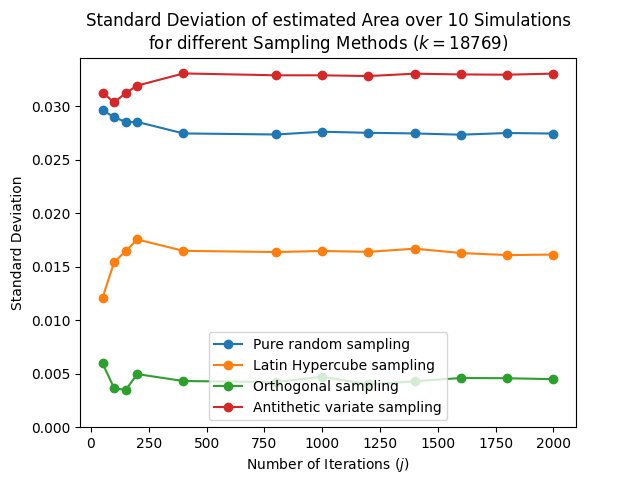 Standard Deviation of estimated Area over 10 Simulations
for different Sampling Methods (k = 18769)
0.030
0.025
0.020
0.015
0.010
0.005
0.000
Standard Deviation
Pure random sampling
Latin Hypercube sampling
Orthogonal sampling
Antithetic variate sampling
0 250 500 750 1000 1250 1500 1750 2000
Number of Iterations (j)